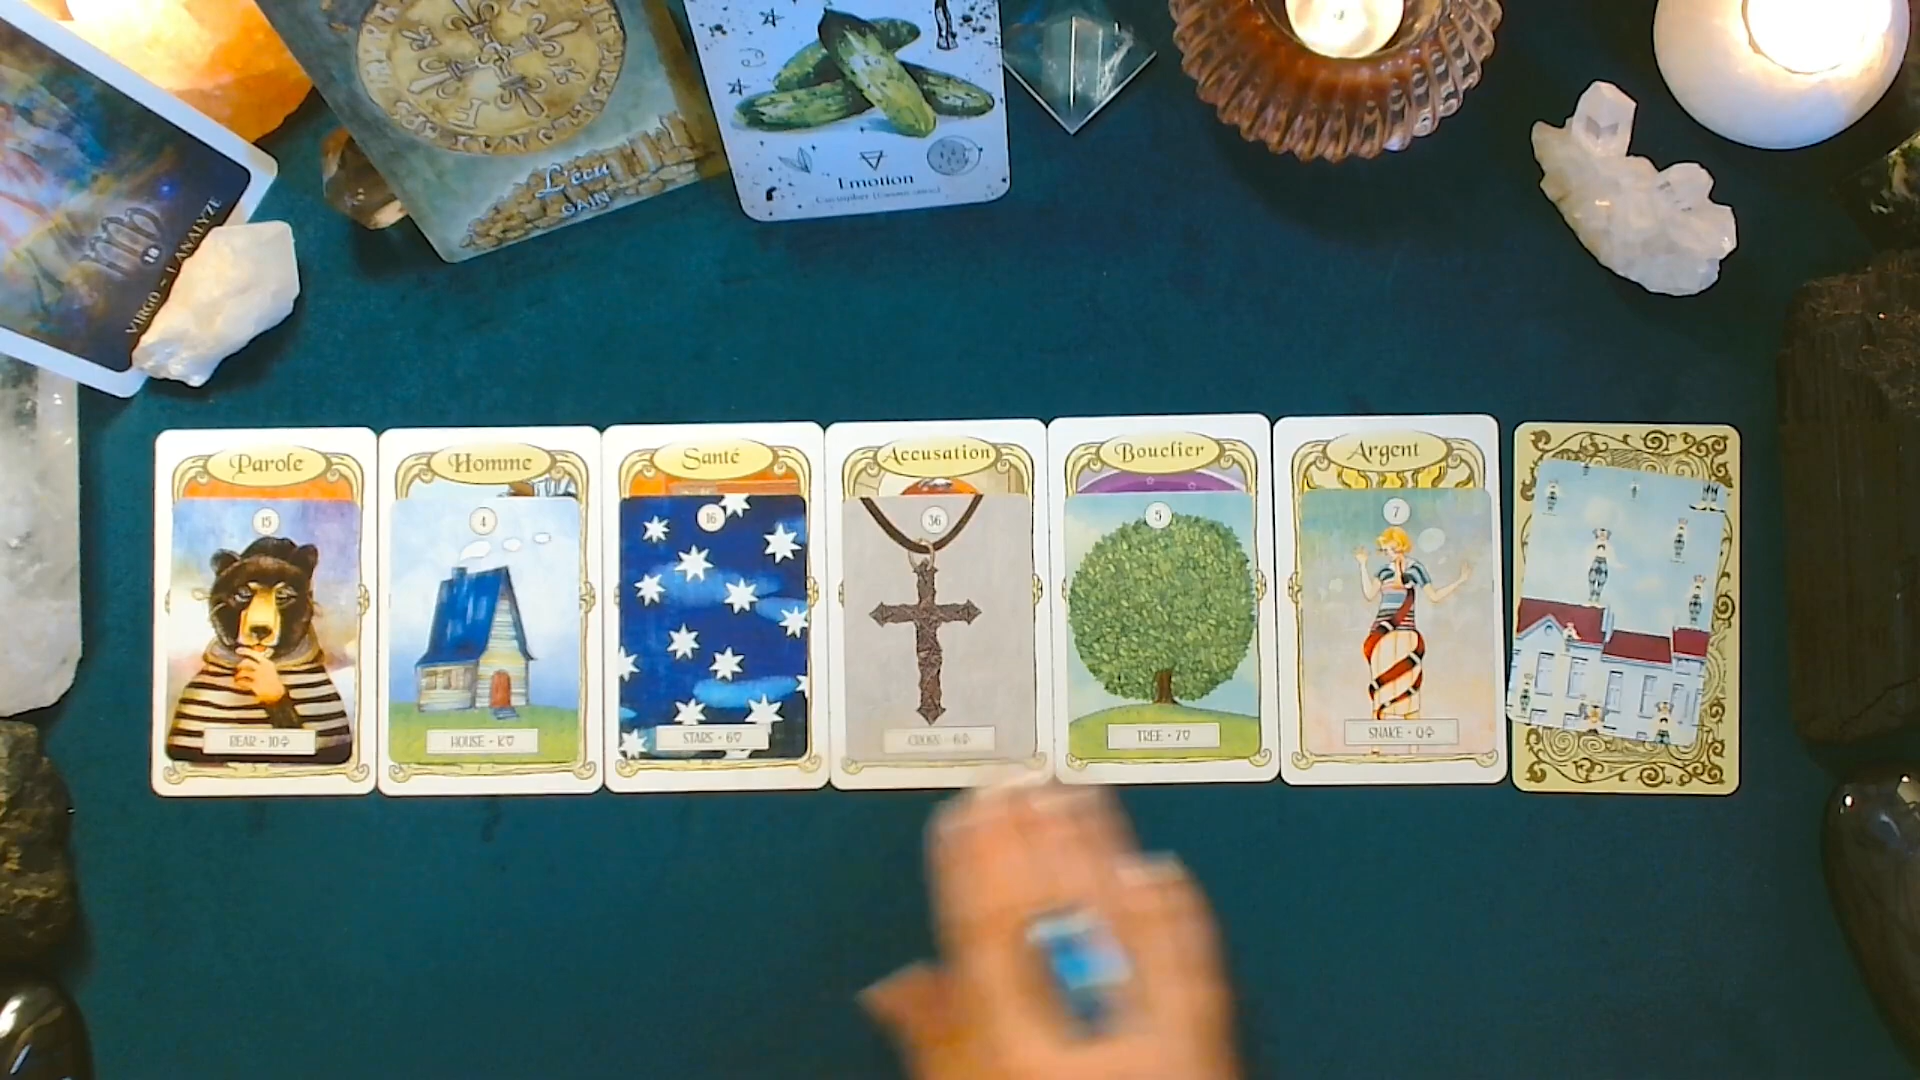 L'écu
GAIN
Emotion
VIRGO ~ I ANALYZE
18
Parole
15
BEAR • 10♣
Homme
4
HOUSE • K♡
Santé
16
STARS • 6♡
Accusation
36
CROSS • 6♣
Bouclier
5
TREE • 7♡
Argent
7
SNAKE • Q♣